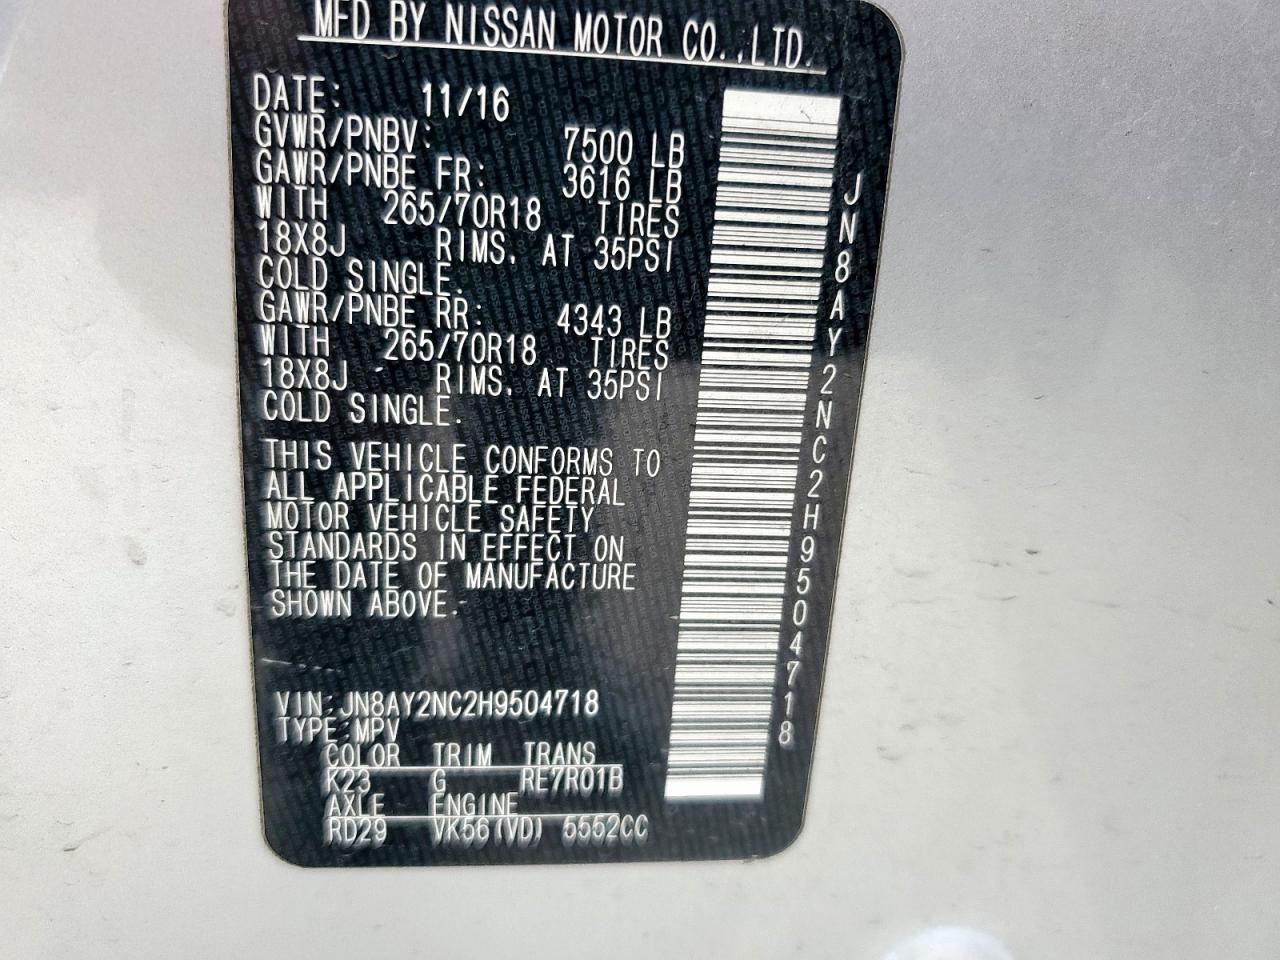 MFD BY NISSAN MOTOR CO.,LTD.
DATE: 11/16
GVWR/PNBV: 7500 LB
GAWR/PNBE FR: 3616 LB
WITH 265/70R18 TIRES
18X8J RIMS. AT 35PSI
COLD SINGLE.
GAWR/PNBE RR: 4343 LB
WITH 265/70R18 TIRES
18X8J RIMS. AT 35PSI
COLD SINGLE.
THIS VEHICLE CONFORMS TO
ALL APPLICABLE FEDERAL
MOTOR VEHICLE SAFETY
STANDARDS IN EFFECT ON
THE DATE OF MANUFACTURE
SHOWN ABOVE.
VIN:JN8AY2NC2H9504718
TYPE:MPV
COLOR TRIM TRANS
K23 G RE7R01B
AXLE ENGINE
RD29 VK56(VD) 5552CC
JN8AY2NC2H9504718